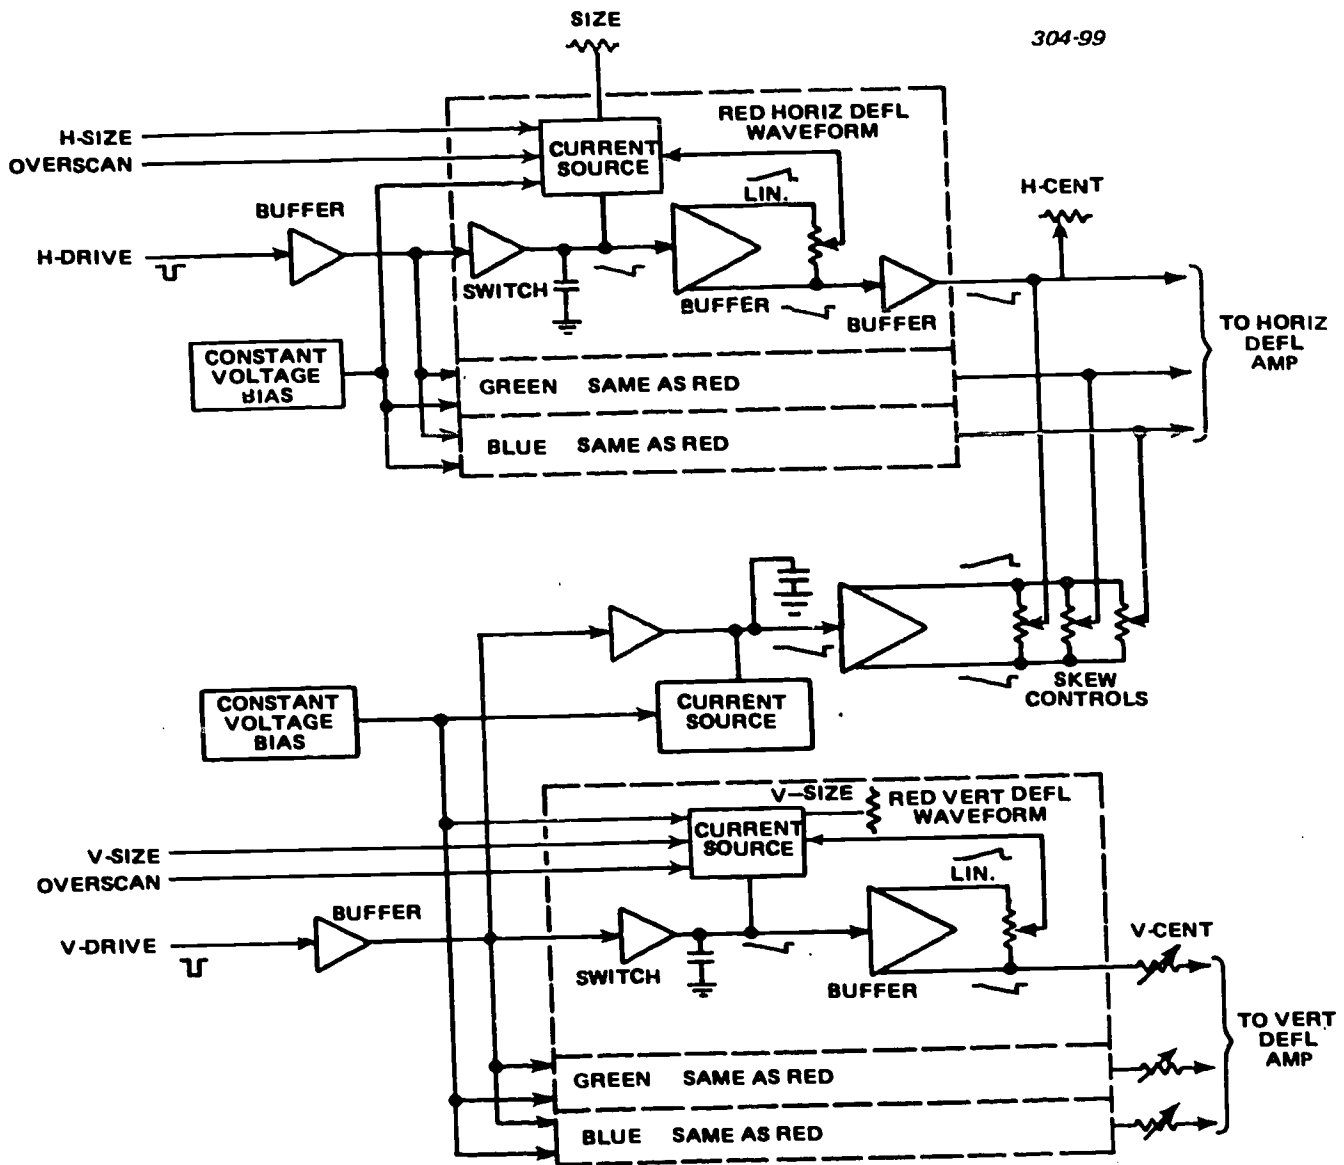 SIZE
304-99
H-SIZE
OVERSCAN
CURRENT
SOURCE
RED HORIZ DEFL
WAVEFORM
LIN.
H-CENT
BUFFER
H-DRIVE
SWITCH
BUFFER
BUFFER
TO HORIZ
DEFL
AMP
CONSTANT
VOLTAGE
BIAS
GREEN SAME AS RED
BLUE SAME AS RED
SKEW
CONTROLS
CONSTANT
VOLTAGE
BIAS
CURRENT
SOURCE
V-SIZE
RED VERT DEFL
WAVEFORM
CURRENT
SOURCE
V-SIZE
OVERSCAN
LIN.
BUFFER
V-DRIVE
SWITCH
BUFFER
V-CENT
TO VERT
DEFL
AMP
GREEN SAME AS RED
BLUE SAME AS RED